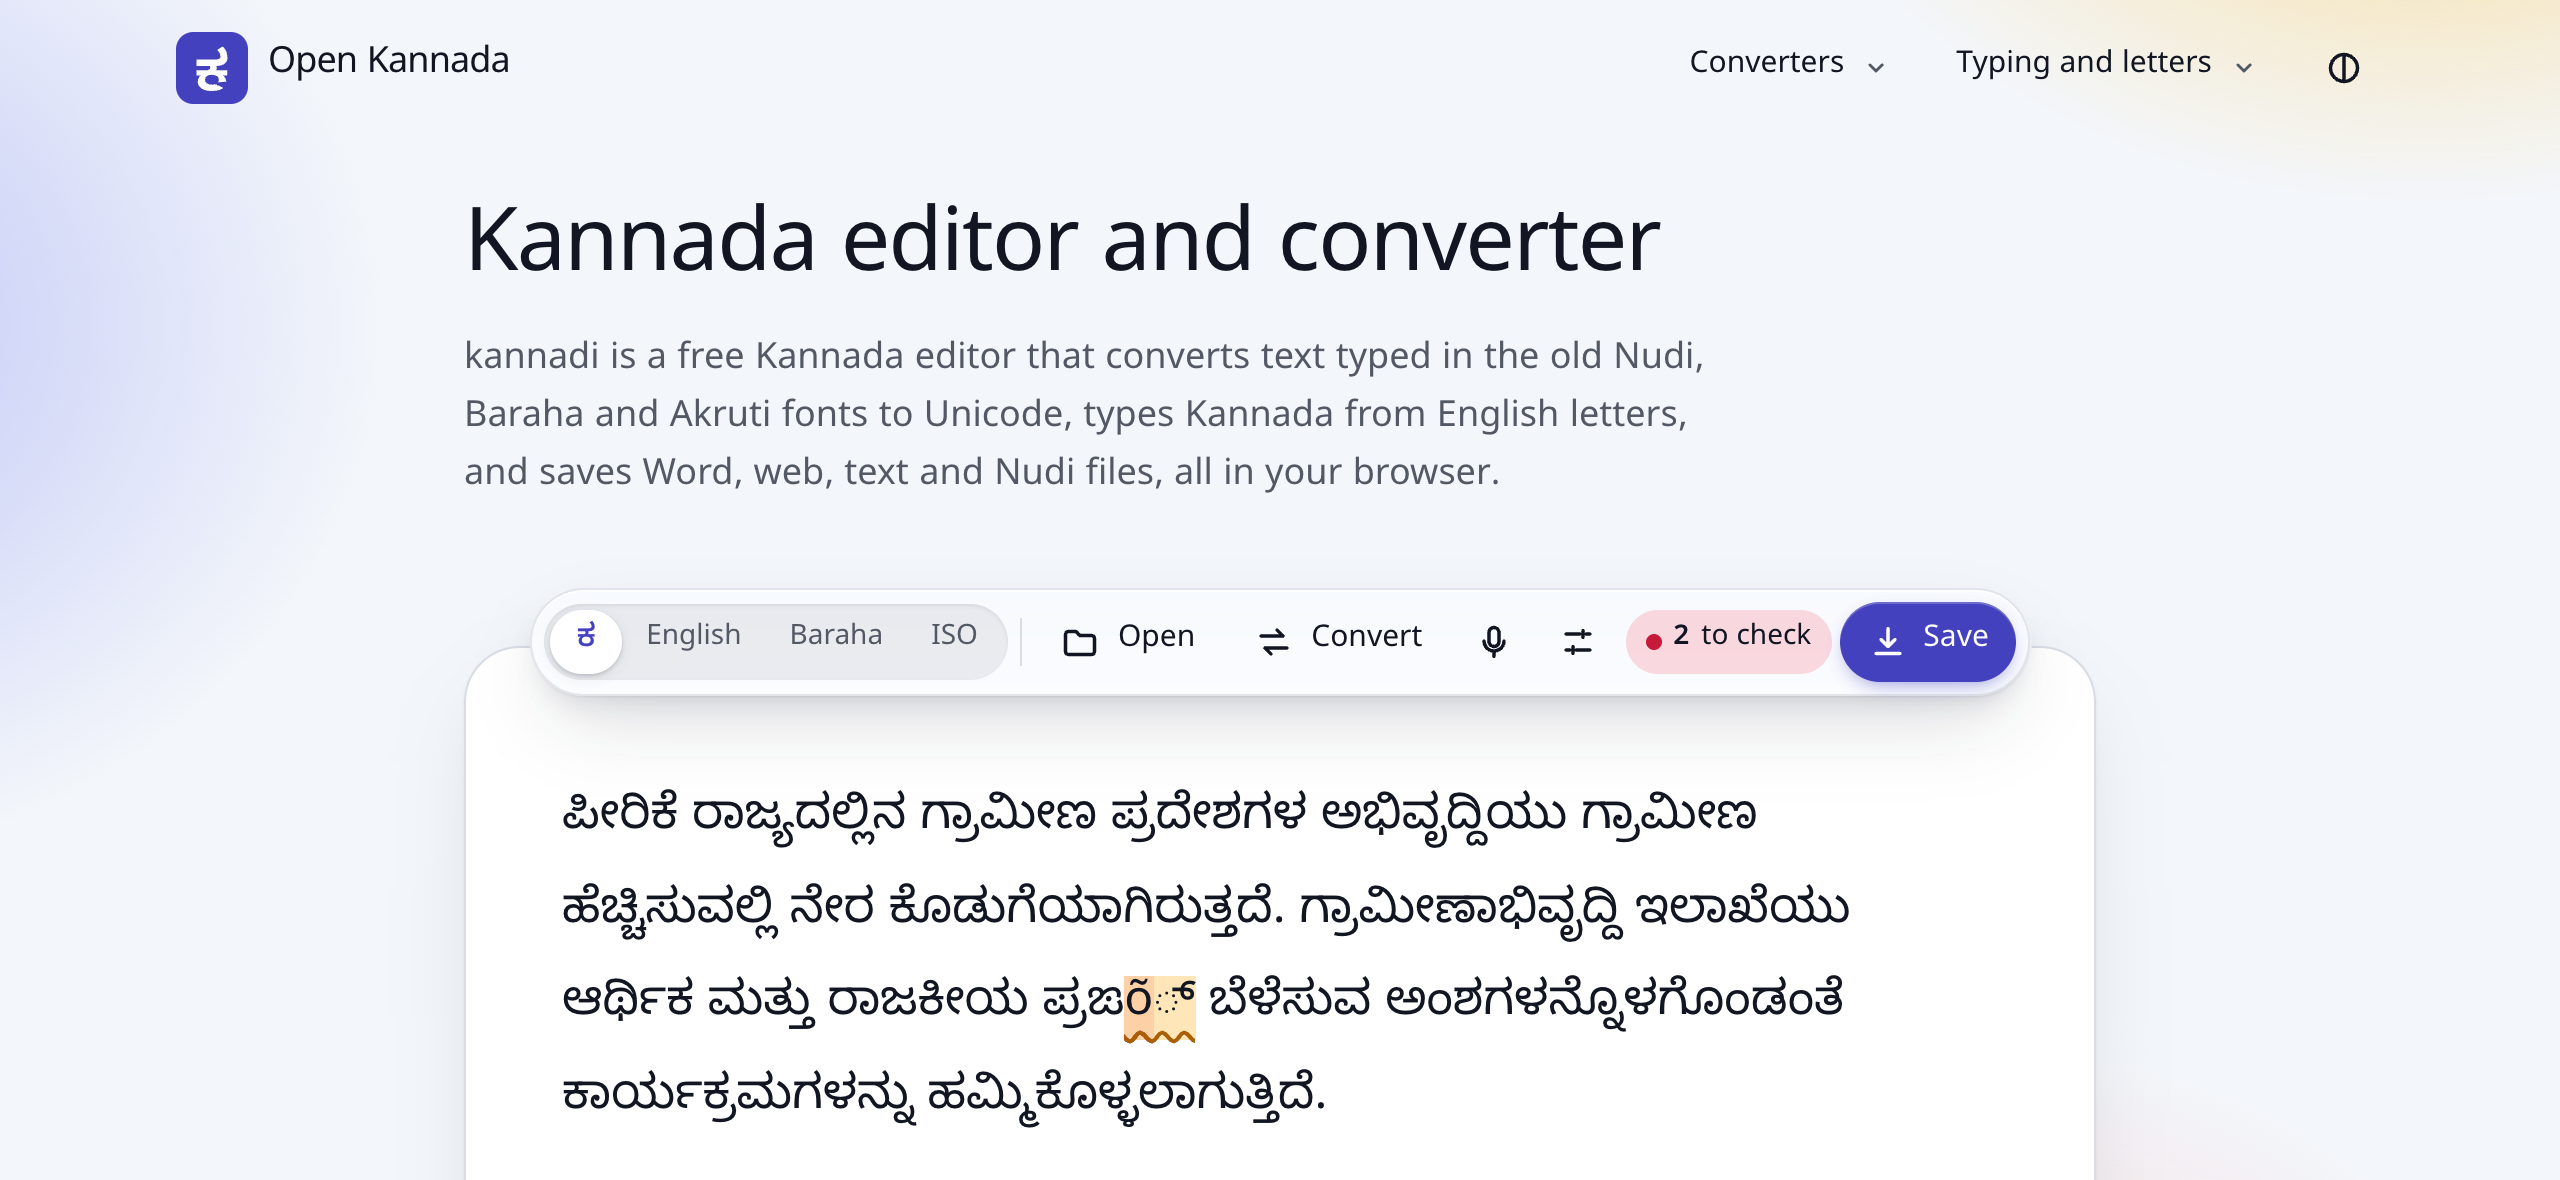 ಕ Open Kannada
Converters
Typing and letters
Kannada editor and converter
kannadi is a free Kannada editor that converts text typed in the old Nudi,
Baraha and Akruti fonts to Unicode, types Kannada from English letters,
and saves Word, web, text and Nudi files, all in your browser.
ಕ English Baraha ISO Open Convert 2 to check Save
ಪೀಠಿಕೆ ರಾಜ್ಯದಲ್ಲಿನ ಗ್ರಾಮೀಣ ಪ್ರದೇಶಗಳ ಅಭಿವೃದ್ದಿಯು ಗ್ರಾಮೀಣ
ಹೆಚ್ಚಿಸುವಲ್ಲಿ ನೇರ ಕೊಡುಗೆಯಾಗಿರುತ್ತದೆ. ಗ್ರಾಮೀಣಾಭಿವೃದ್ದಿ ಇಲಾಖೆಯು
ಆರ್ಥಿಕ ಮತ್ತು ರಾಜಕೀಯ ಬೆಳೆಸುವ ಅಂಶಗಳನ್ನೊಳಗೊಂಡಂತೆ
ಕಾರ್ಯಕ್ರಮಗಳನ್ನು ಹಮ್ಮಿಕೊಳ್ಳಲಾಗುತ್ತಿದೆ.